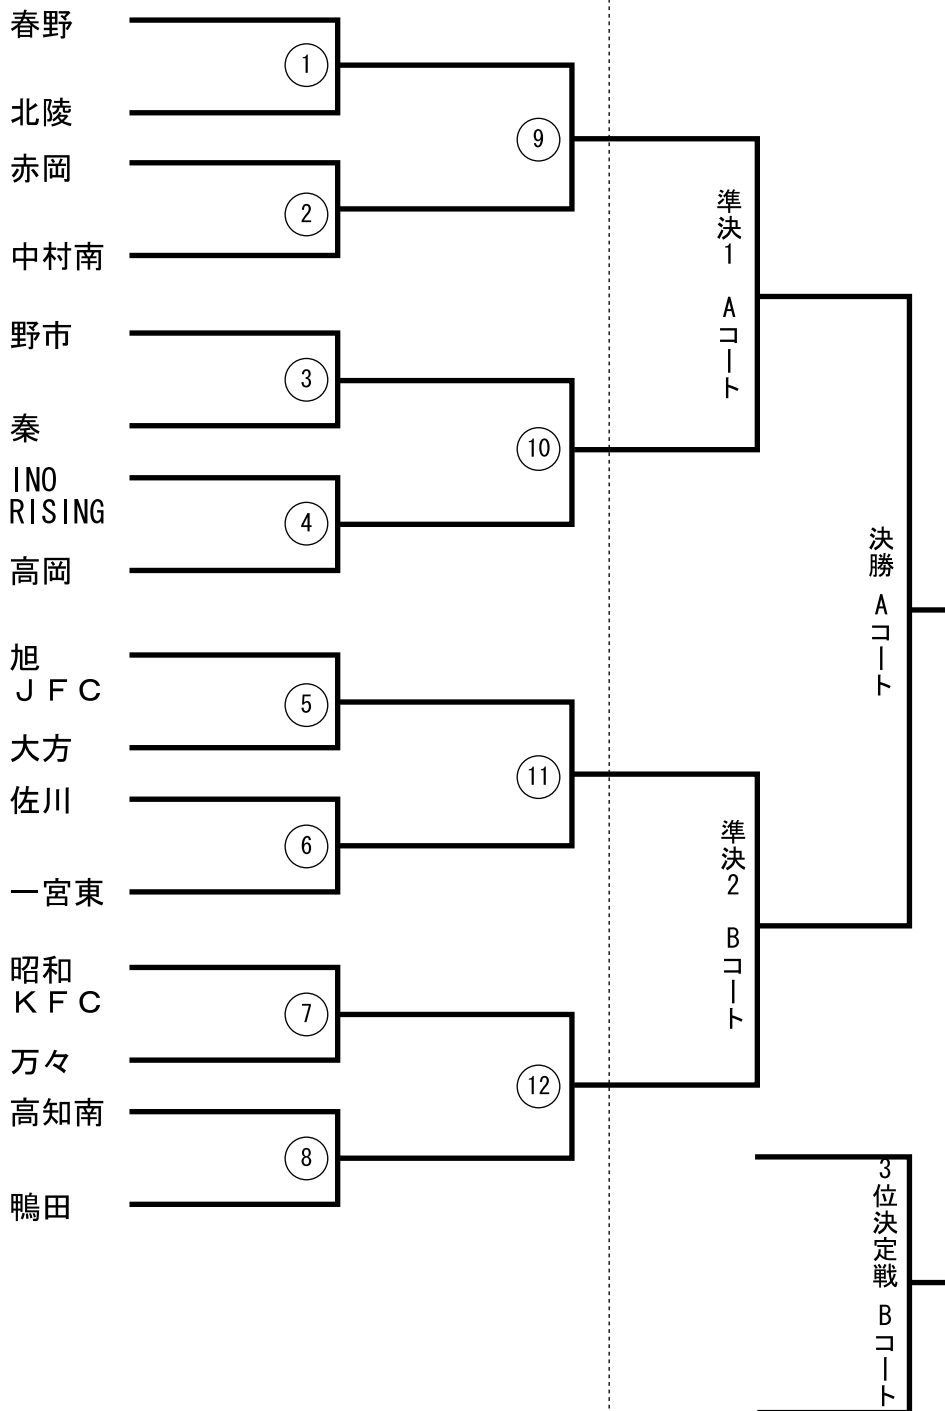 春野
①
北陵
⑨
赤岡
②
中村南
準決1 Aコート
野市
③
秦
⑩
INO
RISING
④
高岡
決勝 Aコート
旭
ＪＦＣ
⑤
大方
⑪
佐川
⑥
一宮東
準決2 Bコート
昭和
ＫＦＣ
⑦
万々
⑫
高知南
⑧
鴨田
3位決定戦 Bコート